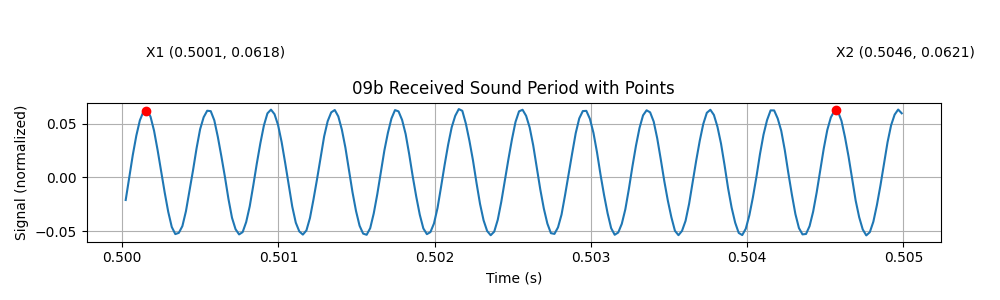 X1 (0.5001, 0.0618)
X2 (0.5046, 0.0621)
09b Received Sound Period with Points
Signal (normalized)
0.05
0.00
−0.05
0.500
0.501
0.502
0.503
0.504
0.505
Time (s)